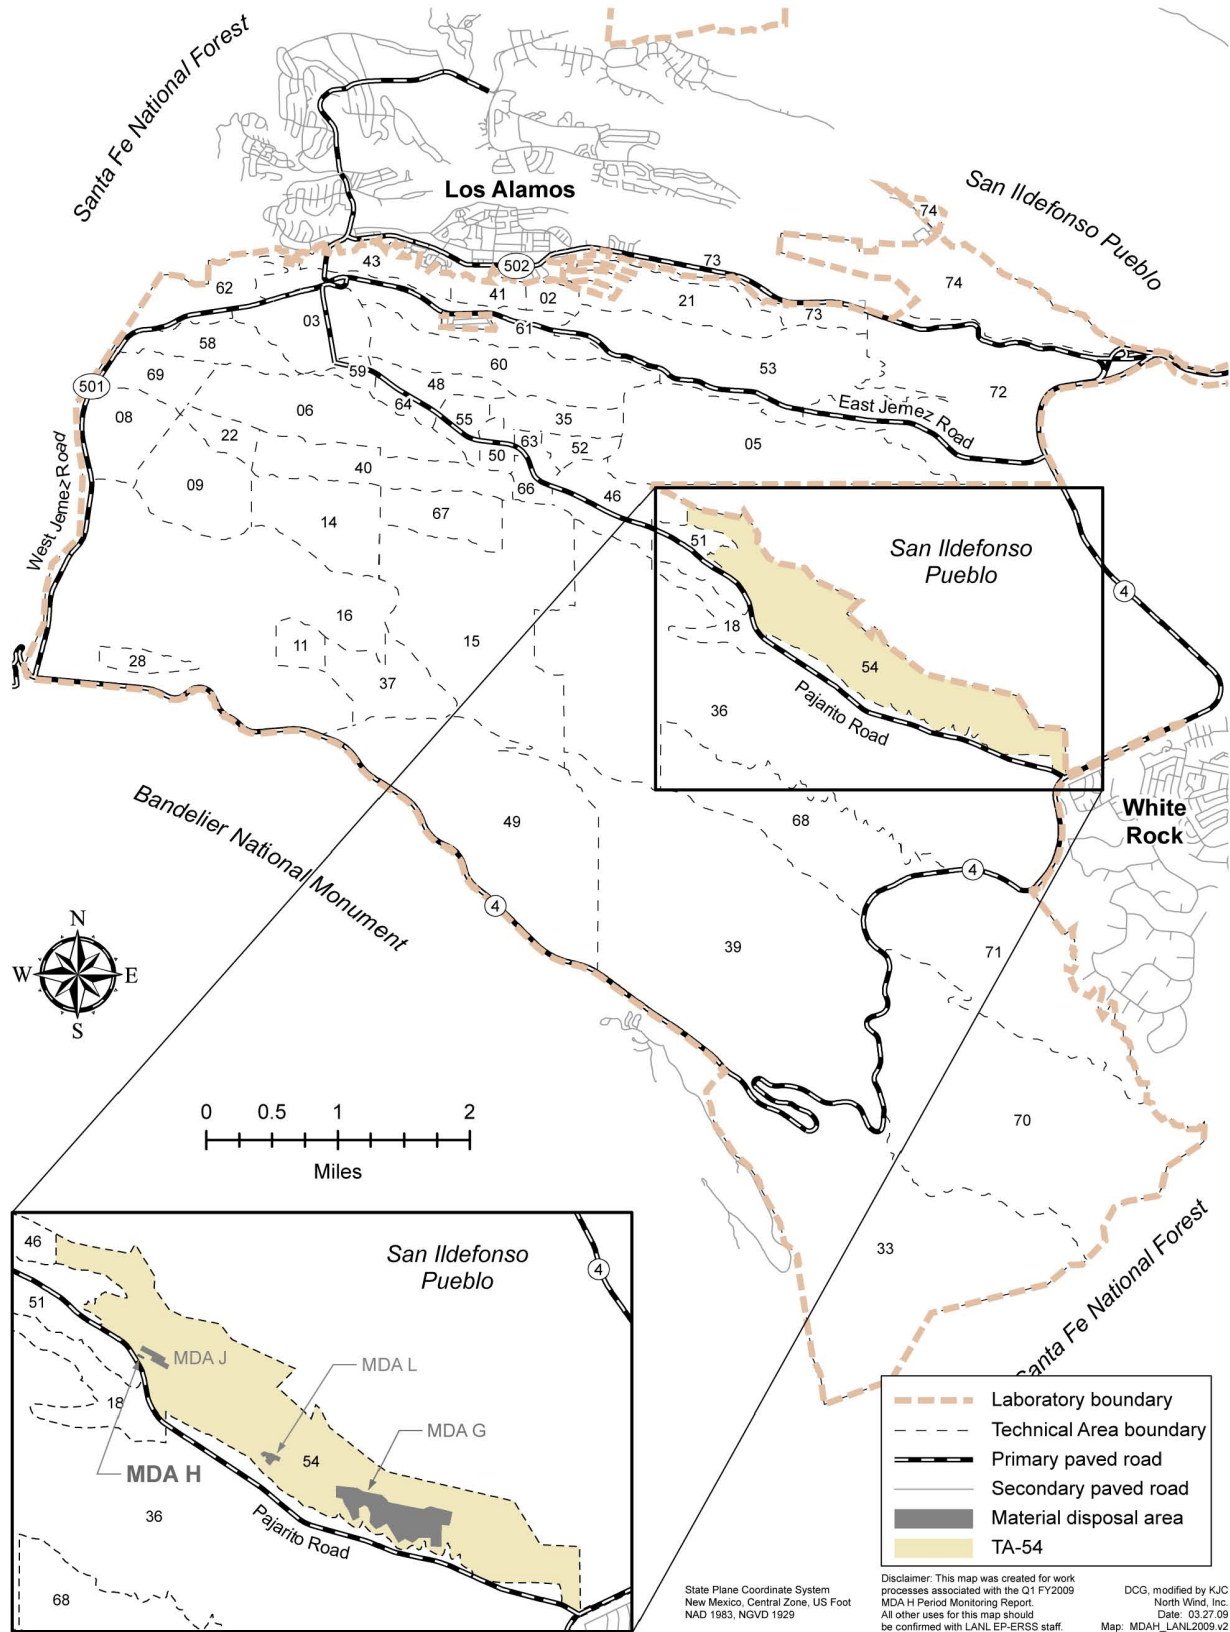 Santa Fe National Forest
Los Alamos
San Ildefonso Pueblo
74
74
43
502
73
62
41
02
21
73
03
61
58
60
53
59
69
48
72
501
64
08
06
55
35
East Jemez Road
22
63
52
05
50
40
West Jemez Road
09
66
46
67
14
51
San Ildefonso
Pueblo
4
16
18
15
11
28
54
37
36
Pajarito Road
Bandelier National Monument
49
68
White
Rock
4
4
39
71
N
W
E
S
0
0.5
1
2
Miles
70
33
Santa Fe National Forest
46
San Ildefonso
Pueblo
4
51
MDA J
MDA L
18
MDA G
54
MDA H
36
Pajarito Road
68
Laboratory boundary
Technical Area boundary
Primary paved road
Secondary paved road
Material disposal area
TA-54
State Plane Coordinate System
New Mexico, Central Zone, US Foot
NAD 1983, NGVD 1929
Disclaimer: This map was created for work
processes associated with the Q1 FY2009
MDA H Period Monitoring Report.
All other uses for this map should
be confirmed with LANL EP-ERSS staff.
DCG, modified by KJC
North Wind, Inc.
Date: 03.27.09
Map: MDAH_LANL2009.v2